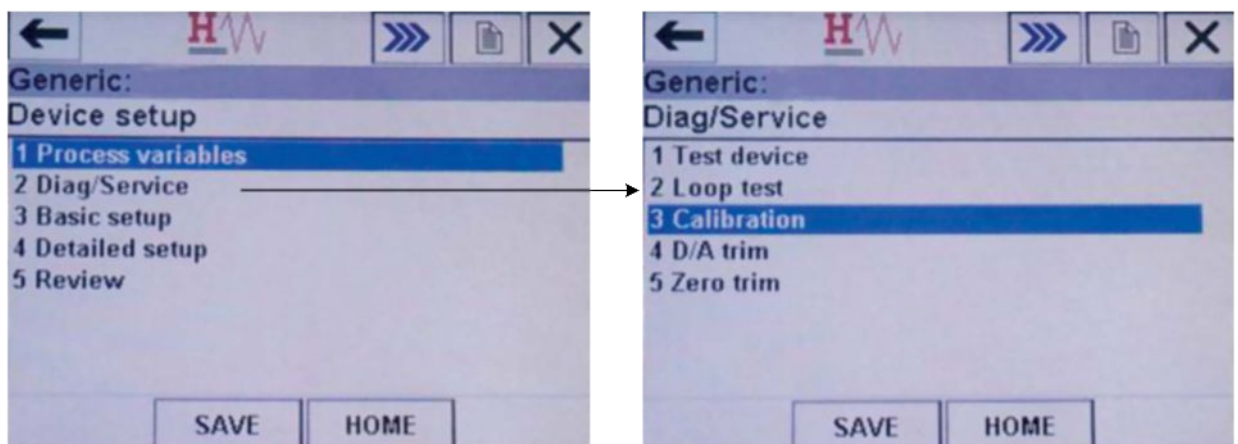 H
Generic:
Device setup
1 Process variables
2 Diag/Service
3 Basic setup
4 Detailed setup
5 Review
SAVE HOME
H
Generic:
Diag/Service
1 Test device
2 Loop test
3 Calibration
4 D/A trim
5 Zero trim
SAVE HOME